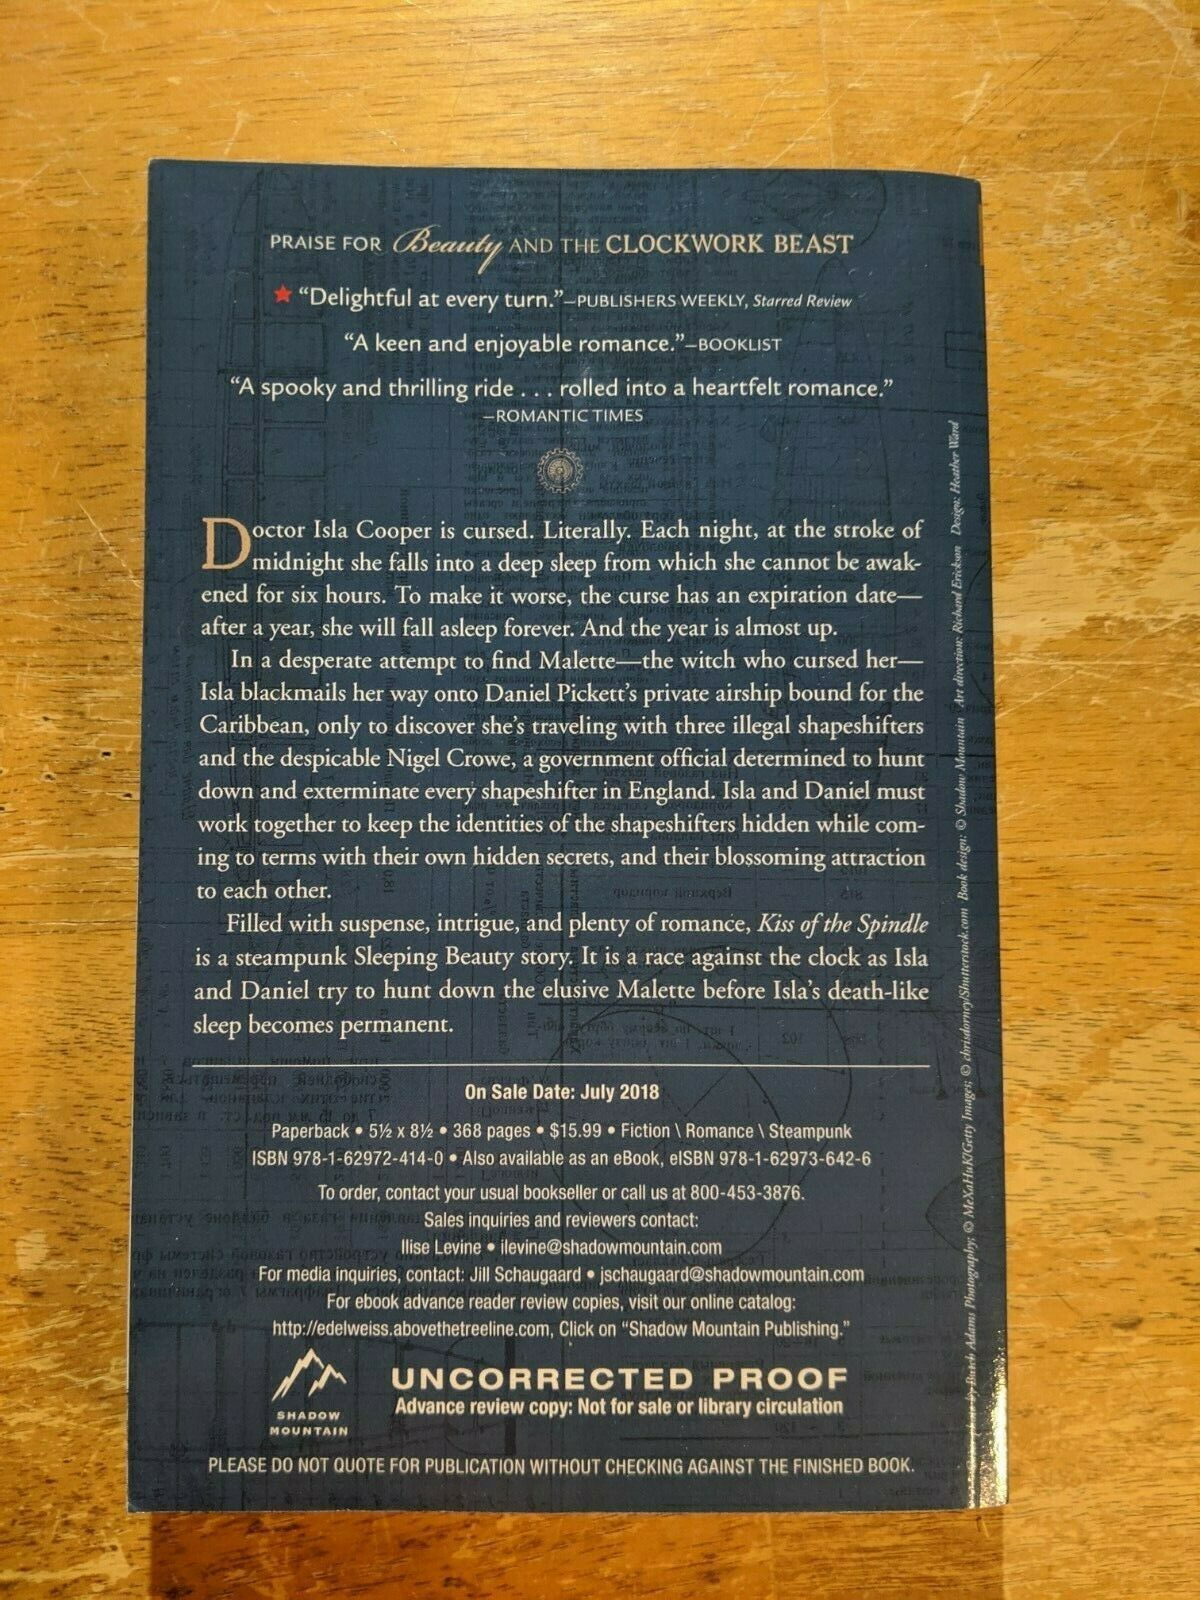 PRAISE FOR Beauty AND THE CLOCKWORK BEAST
★ “Delightful at every turn.”—PUBLISHERS WEEKLY, Starred Review
“A keen and enjoyable romance.”—BOOKLIST
“A spooky and thrilling ride . . . rolled into a heartfelt romance.”
—ROMANTIC TIMES
Doctor Isla Cooper is cursed. Literally. Each night, at the stroke of
midnight she falls into a deep sleep from which she cannot be awak-
ened for six hours. To make it worse, the curse has an expiration date—
after a year, she will fall asleep forever. And the year is almost up.
In a desperate attempt to find Malette—the witch who cursed her—
Isla blackmails her way onto Daniel Pickett’s private airship bound for the
Caribbean, only to discover she’s traveling with three illegal shapeshifters
and the despicable Nigel Crowe, a government official determined to hunt
down and exterminate every shapeshifter in England. Isla and Daniel must
work together to keep the identities of the shapeshifters hidden while com-
ing to terms with their own hidden secrets, and their blossoming attraction
to each other.
Filled with suspense, intrigue, and plenty of romance, Kiss of the Spindle
is a steampunk Sleeping Beauty story. It is a race against the clock as Isla
and Daniel try to hunt down the elusive Malette before Isla’s death-like
sleep becomes permanent.
On Sale Date: July 2018
Paperback • 5½ x 8½ • 368 pages • $15.99 • Fiction \ Romance \ Steampunk
ISBN 978-1-62972-414-0 • Also available as an eBook, eISBN 978-1-62973-642-6
To order, contact your usual bookseller or call us at 800-453-3876.
Sales inquiries and reviewers contact:
Ilise Levine • ilevine@shadowmountain.com
For media inquiries, contact: Jill Schaugaard • jschaugaard@shadowmountain.com
For ebook advance reader review copies, visit our online catalog:
http://edelweiss.abovethetreeline.com, Click on “Shadow Mountain Publishing.”
SHADOW
MOUNTAIN
UNCORRECTED PROOF
Advance review copy: Not for sale or library circulation
PLEASE DO NOT QUOTE FOR PUBLICATION WITHOUT CHECKING AGAINST THE FINISHED BOOK.
by Butch Adams Photography; © MeXaHuK/Getty Images; © chrisdorney/Shutterstock.com Book design: © Shadow Mountain Art direction: Richard Erickson Design: Heather Ward